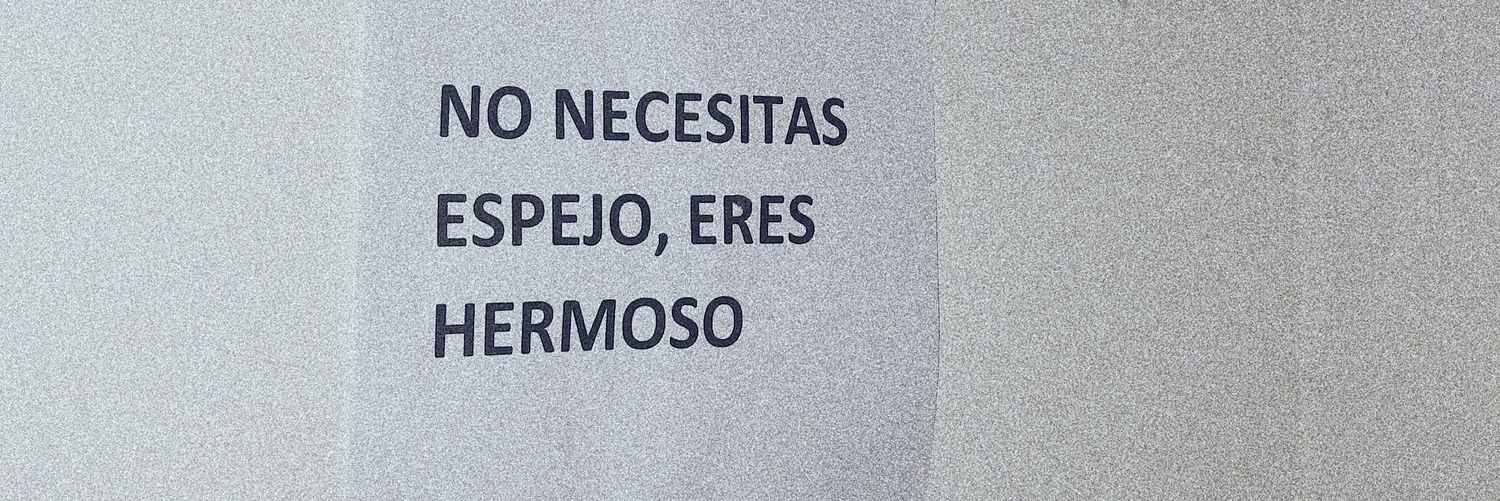 NO NECESITAS
ESPEJO, ERES
HERMOSO